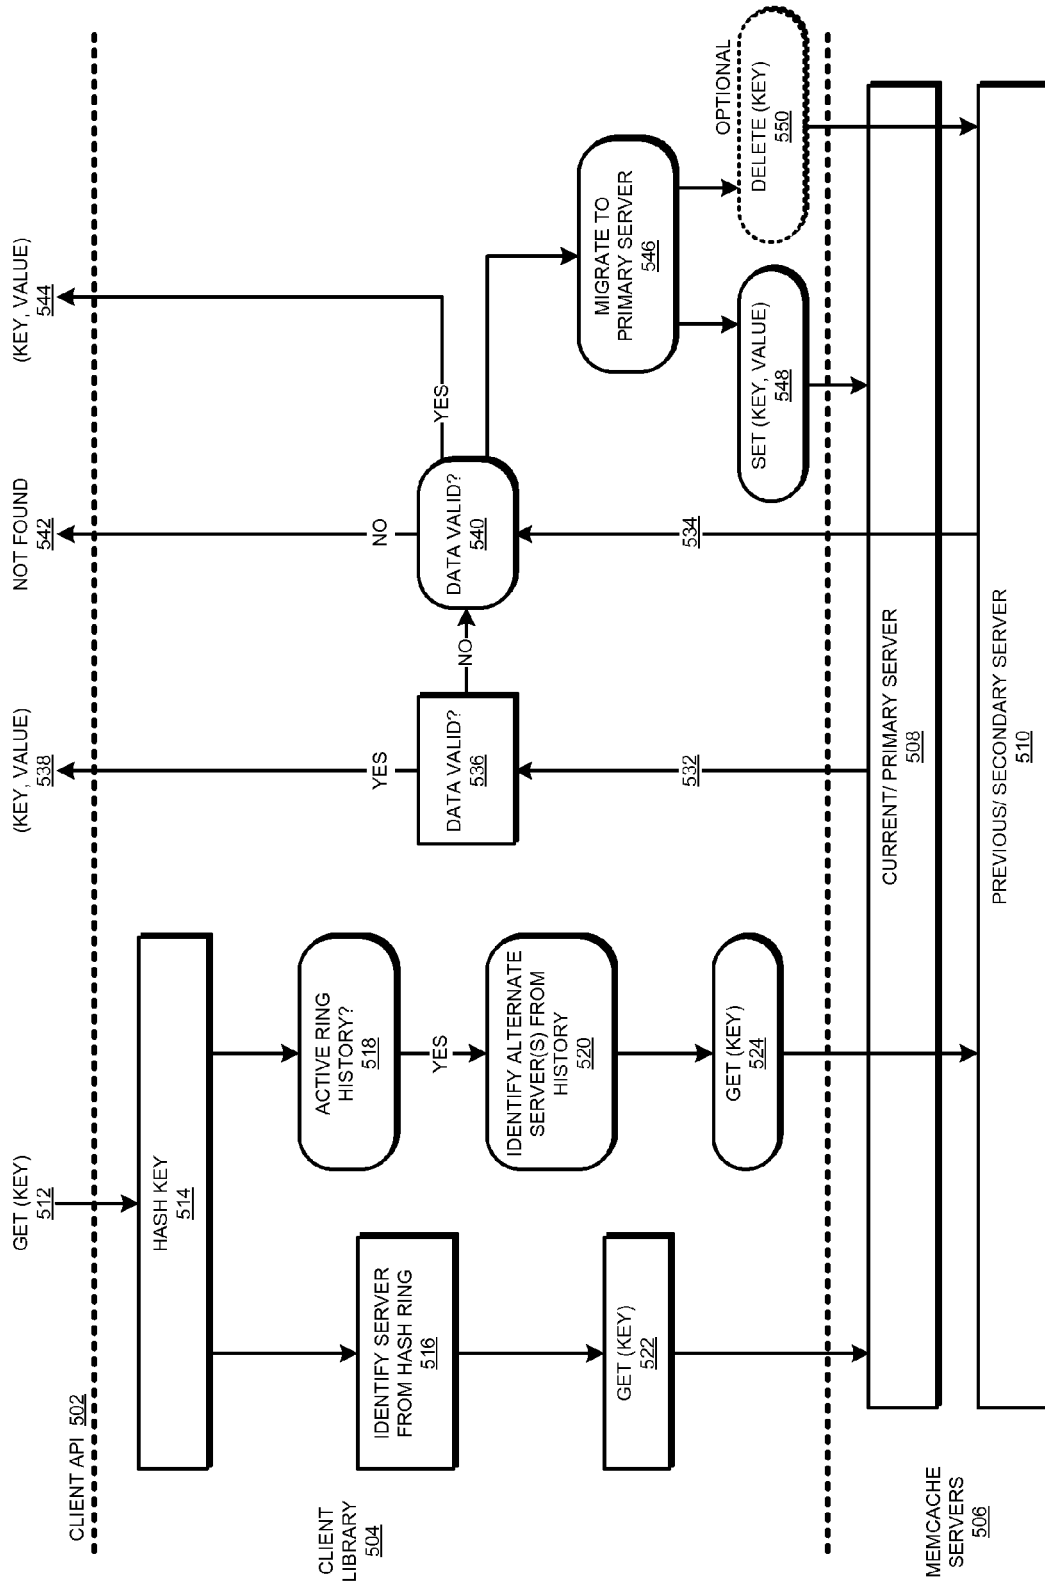 GET (KEY)
512
(KEY, VALUE)
538
NOT FOUND
542
(KEY, VALUE)
544
CLIENT API 502
HASH KEY
514
CLIENT
LIBRARY
504
IDENTIFY SERVER
FROM HASH RING
516
ACTIVE RING
HISTORY?
518
YES
IDENTIFY ALTERNATE
SERVER(S) FROM
HISTORY
520
GET (KEY)
522
GET (KEY)
524
YES
DATA VALID?
536
NO
532
NO
DATA VALID?
540
YES
534
MIGRATE TO
PRIMARY SERVER
546
SET (KEY, VALUE)
548
OPTIONAL
DELETE (KEY)
550
MEMCACHE
SERVERS
506
CURRENT/ PRIMARY SERVER
508
PREVIOUS/ SECONDARY SERVER
510